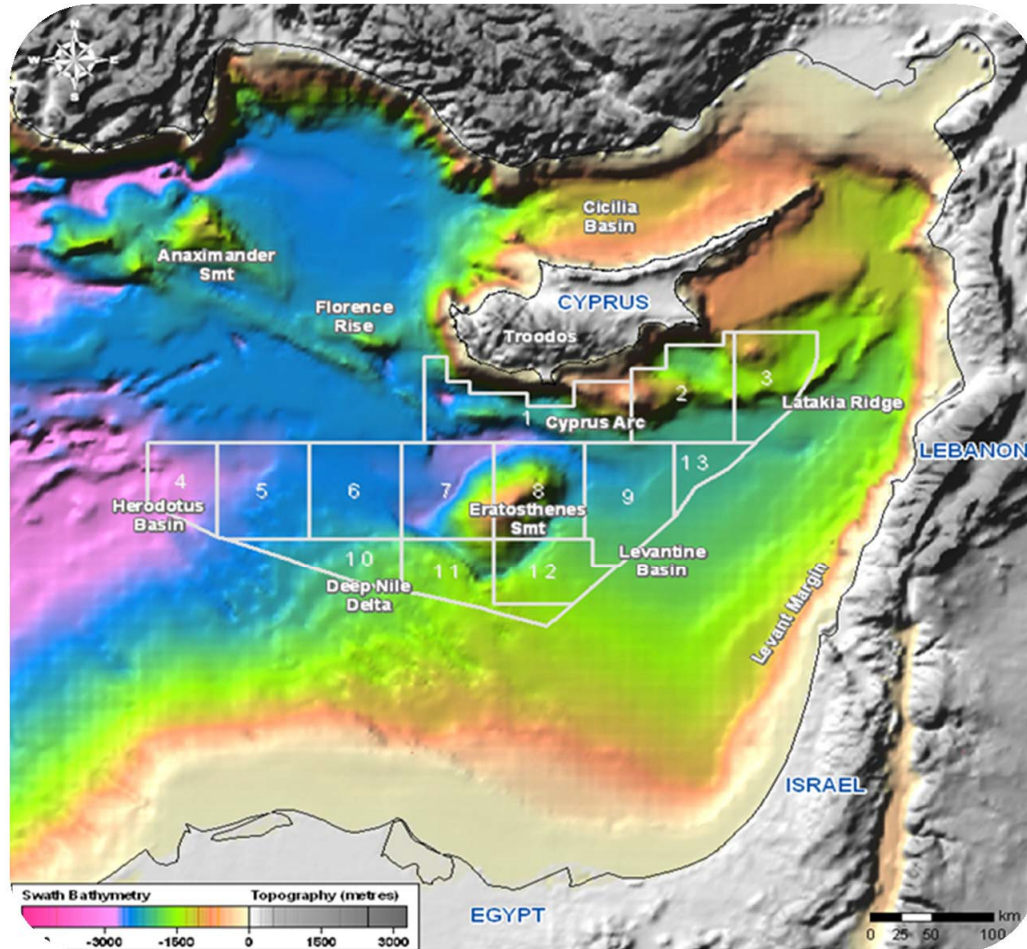 N
W E
S
Cicilia
Basin
Anaximander
Smt
CYPRUS
Florence
Rise
Troodos
3
2
Latakia Ridge
1
Cyprus Arc
LEBANON
13
4
5
6
7
8
9
Herodotus
Basin
Eratosthenes
Smt
Levantine
Basin
10
11
12
Deep Nile
Delta
Levant Margin
ISRAEL
Swath Bathymetry Topography (metres)
-3000 -1500 0 1500 3000
EGYPT
km
0 25 50 100